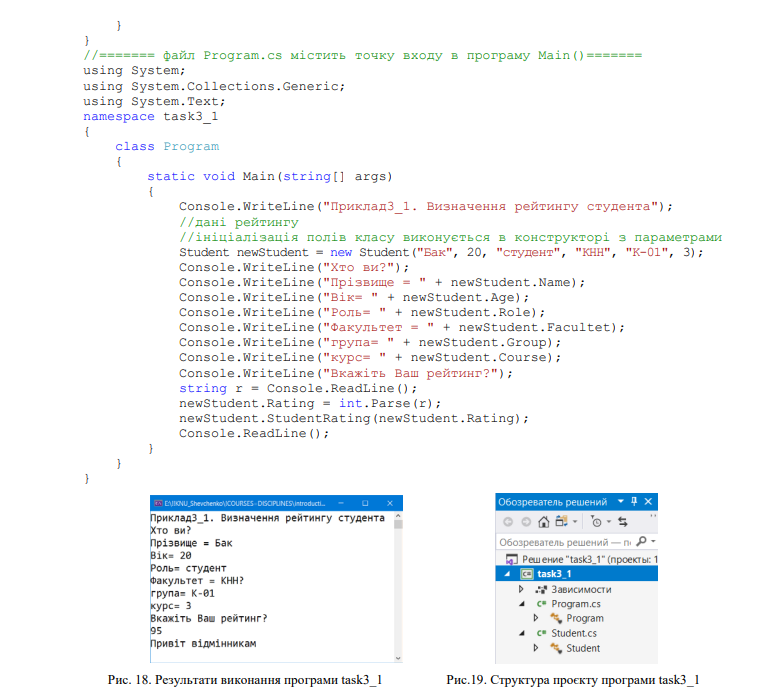 }
}
//======= файл Program.cs містить точку входу в програму Main()=======
using System;
using System.Collections.Generic;
using System.Text;
namespace task3_1
{
class Program
{
static void Main(string[] args)
{
Console.WriteLine("Приклад3_1. Визначення рейтингу студента");
//дані рейтингу
//ініціалізація полів класу виконується в конструкторі з параметрами
Student newStudent = new Student("Бак", 20, "студент", "КНН", "К-01", 3);
Console.WriteLine("Хто ви?");
Console.WriteLine("Прізвище = " + newStudent.Name);
Console.WriteLine("Вік= " + newStudent.Age);
Console.WriteLine("Роль= " + newStudent.Role);
Console.WriteLine("Факультет = " + newStudent.Facultet);
Console.WriteLine("група= " + newStudent.Group);
Console.WriteLine("курс= " + newStudent.Course);
Console.WriteLine("Вкажіть Ваш рейтинг?");
string r = Console.ReadLine();
newStudent.Rating = int.Parse(r);
newStudent.StudentRating(newStudent.Rating);
Console.ReadLine();
}
}
}
E:\!КNU_Shevchenko\!COURSES-DISCIPLINES\Introducti...
Приклад3_1. Визначення рейтингу студента
Хто ви?
Прізвище = Бак
Вік= 20
Роль= студент
Факультет = КНН?
група= К-01
курс= 3
Вкажіть Ваш рейтинг?
95
Привіт відмінникам
Рис. 18. Результати виконання програми task3_1
Обозреватель решений
Обозреватель решений —
Решение "task3_1" (проекты: 1
C# task3_1
Зависимости
C# Program.cs
Program
C# Student.cs
Student
Рис.19. Структура проєкту програми task3_1